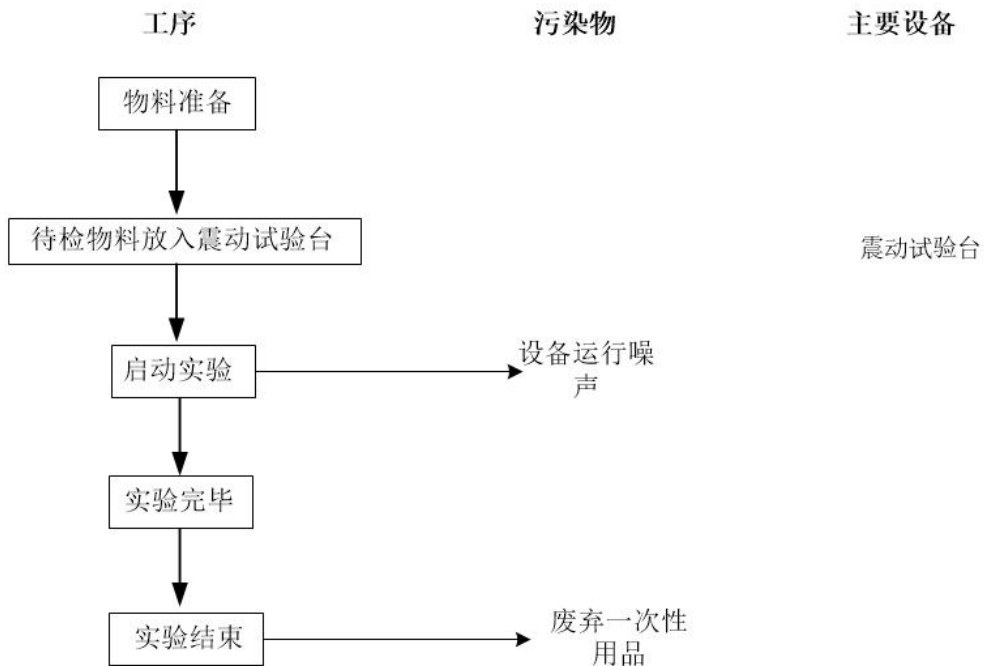 工序 污染物 主要设备
物料准备
待检物料放入震动试验台
震动试验台
启动实验
设备运行噪
声
实验完毕
实验结束
废弃一次性
用品